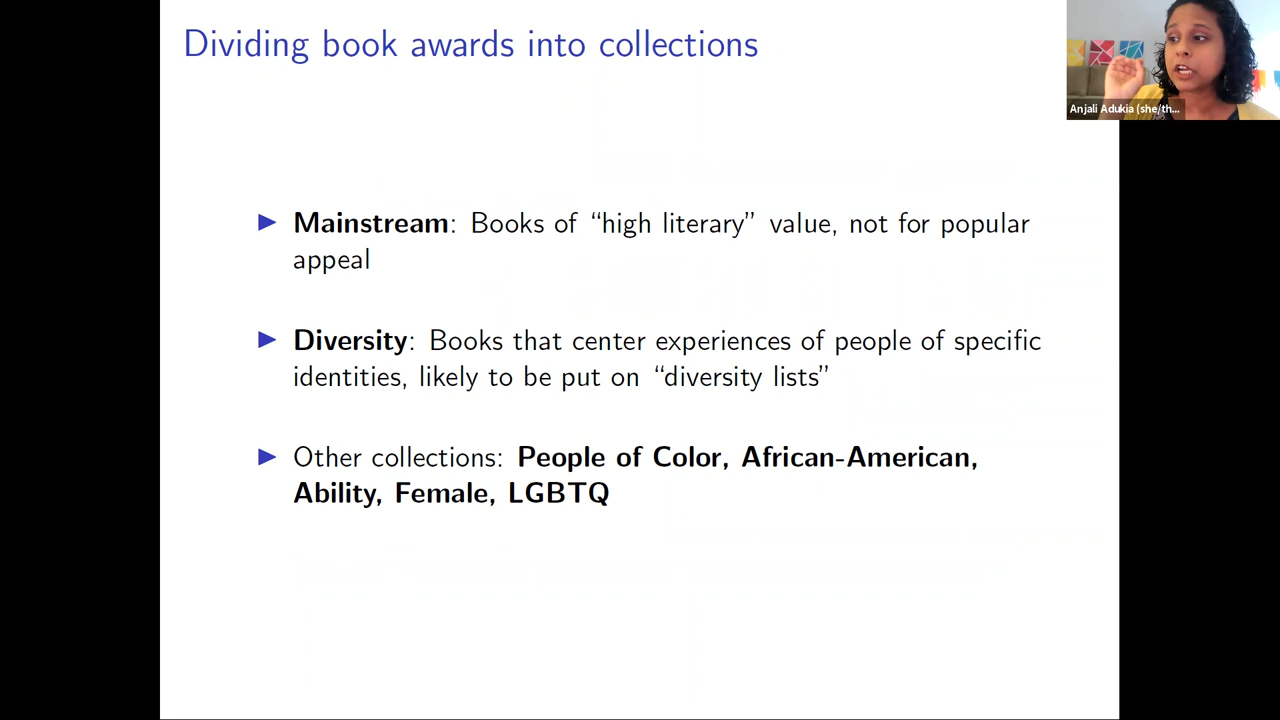 Dividing book awards into collections
Anjali Adukia (she/th...
Mainstream: Books of “high literary” value, not for popular
appeal
Diversity: Books that center experiences of people of specific
identities, likely to be put on “diversity lists”
Other collections: People of Color, African-American,
Ability, Female, LGBTQ